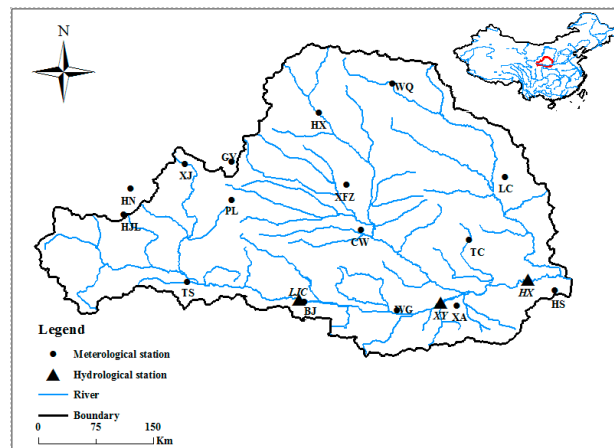 N
WQ
HX
GY
XJ
XFZ
LC
HN
PL
HJL
CW
TC
TS
LJC
BJ
WG
XY
XA
HX
HS
Legend
Meterological station
Hydrological station
River
Boundary
0 75 150
Km